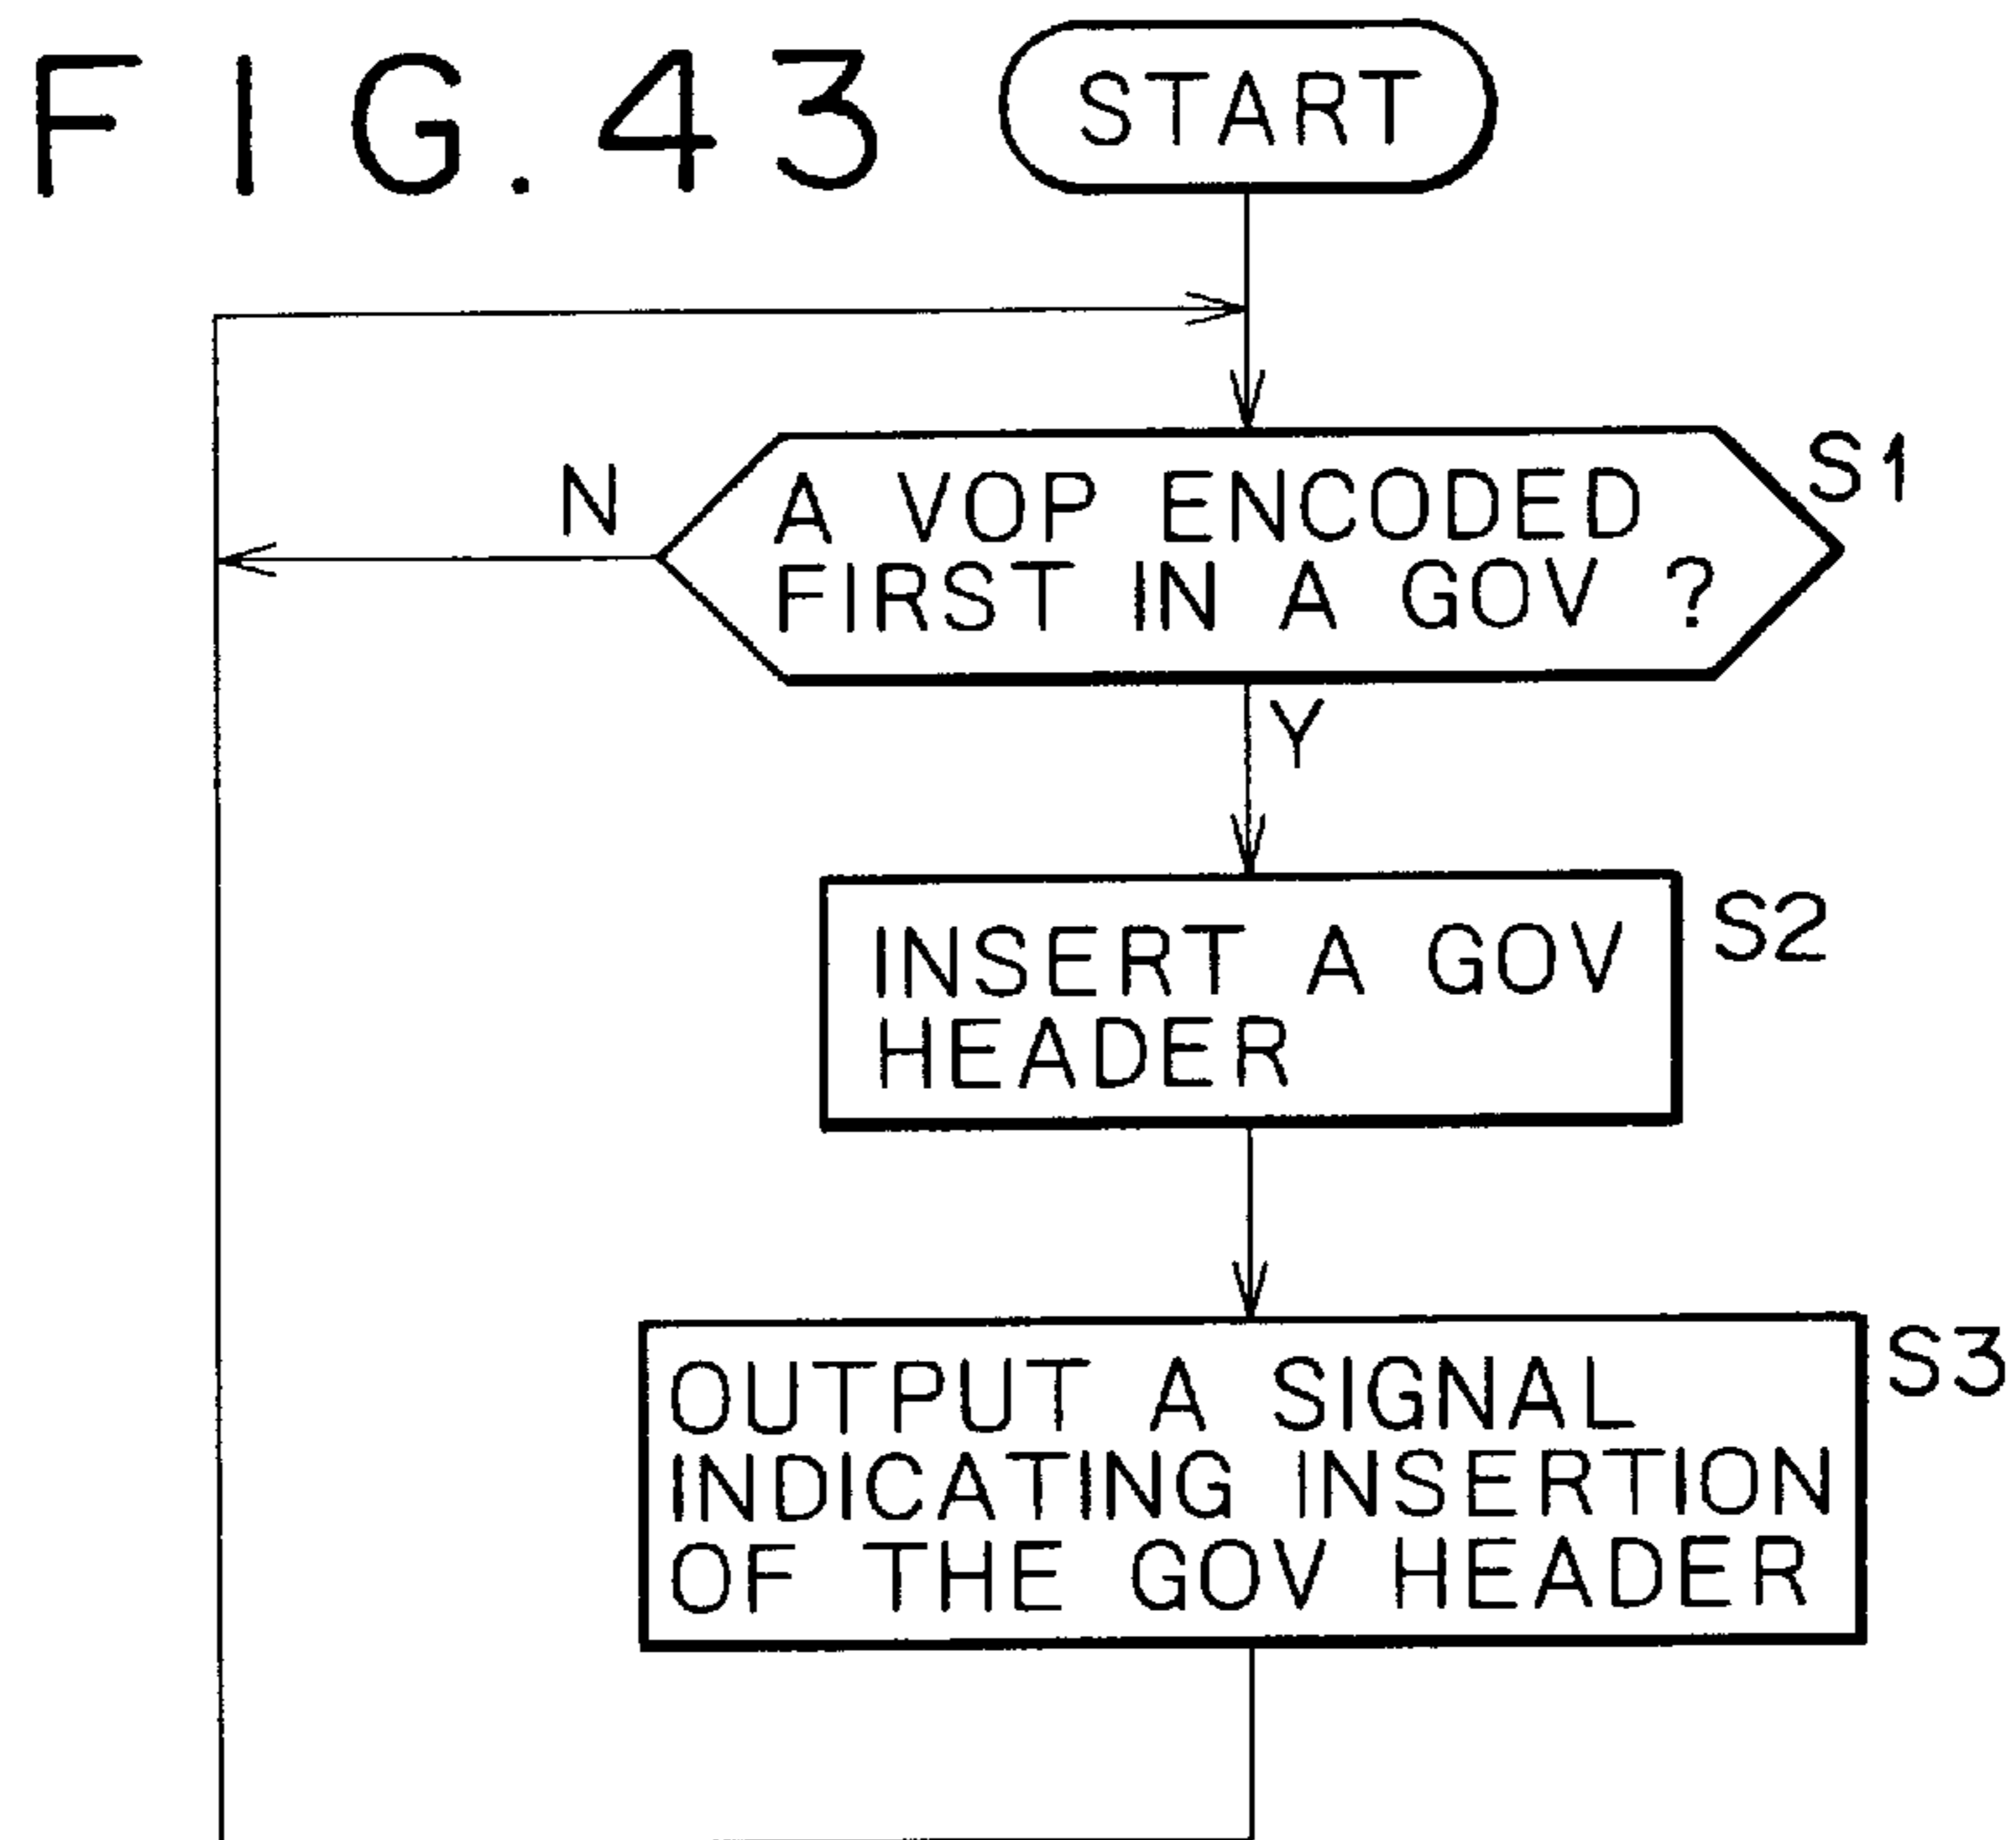 FIG.43
START
N
A VOP ENCODED
FIRST IN A GOV ?
S1
Y
INSERT A GOV
HEADER
S2
OUTPUT A SIGNAL
INDICATING INSERTION
OF THE GOV HEADER
S3